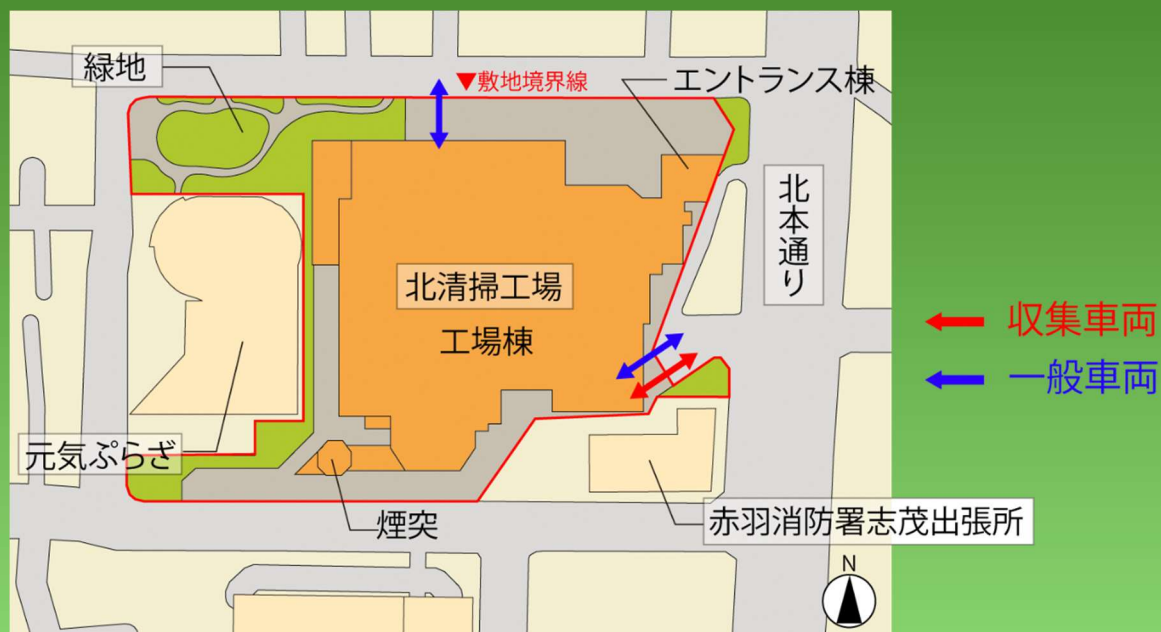 緑地
▼敷地境界線
エントランス棟
北本通り
北清掃工場
工場棟
収集車両
一般車両
元気ぷらざ
煙突
赤羽消防署志茂出張所
N